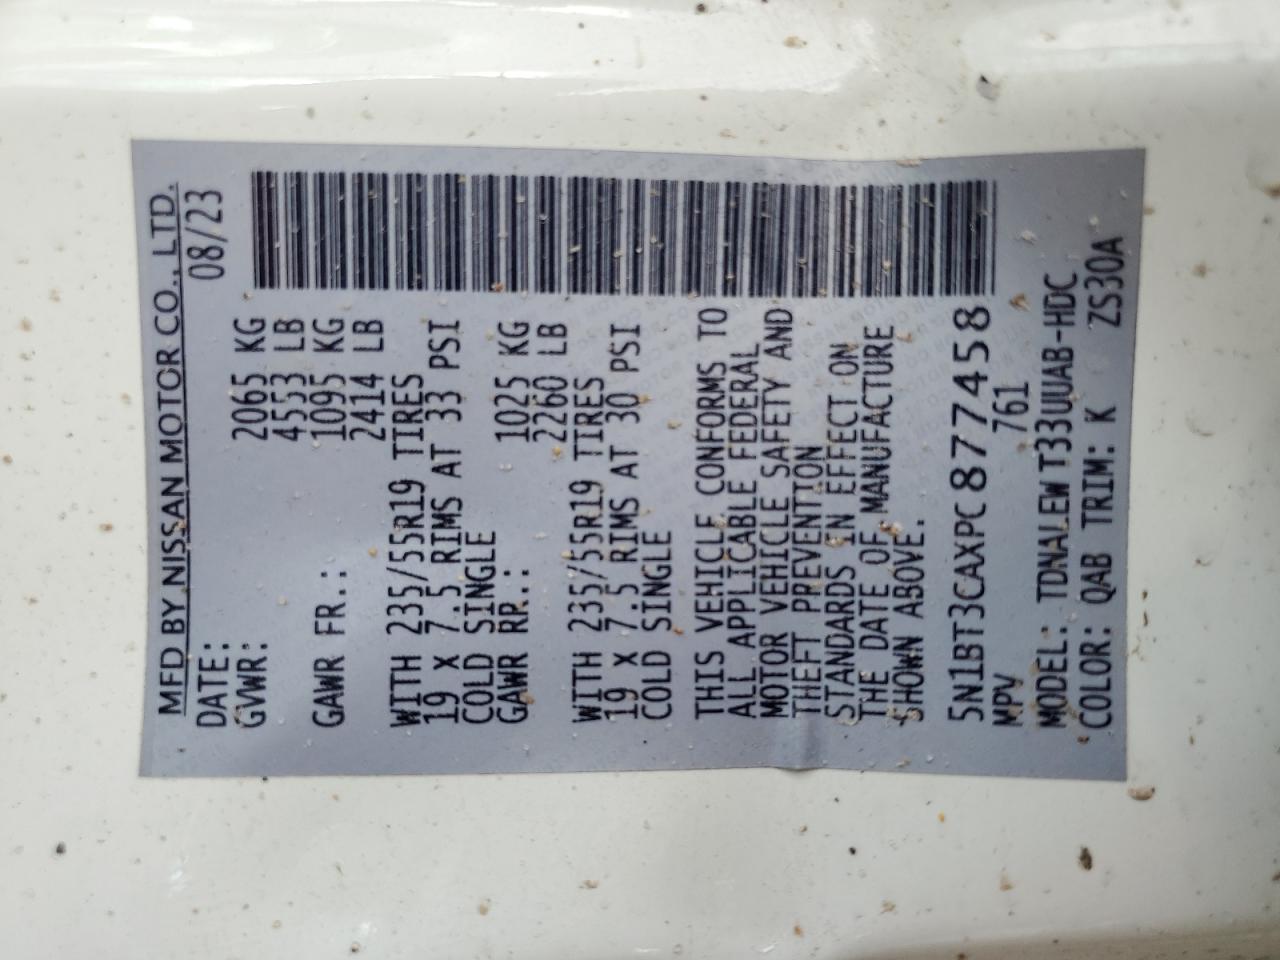 MFD BY NISSAN MOTOR CO., LTD.
DATE: 08/23
GVWR: 2065 KG
4553 LB
GAWR FR.: 1095 KG
2414 LB
WITH 235/55R19 TIRES
19 X 7.5 RIMS AT 33 PSI
COLD SINGLE
GAWR RR.: 1025 KG
2260 LB
WITH 235/55R19 TIRES
19 X 7.5 RIMS AT 30 PSI
COLD SINGLE
THIS VEHICLE CONFORMS TO
ALL APPLICABLE FEDERAL
MOTOR VEHICLE SAFETY AND
THEFT PREVENTION
STANDARDS IN EFFECT ON
THE DATE OF MANUFACTURE
SHOWN ABOVE.
5N1BT3CAXPC877458
MPV 761
MODEL: TDNALEWT33UUAB-HDC
COLOR: QAB TRIM: K ZS30A